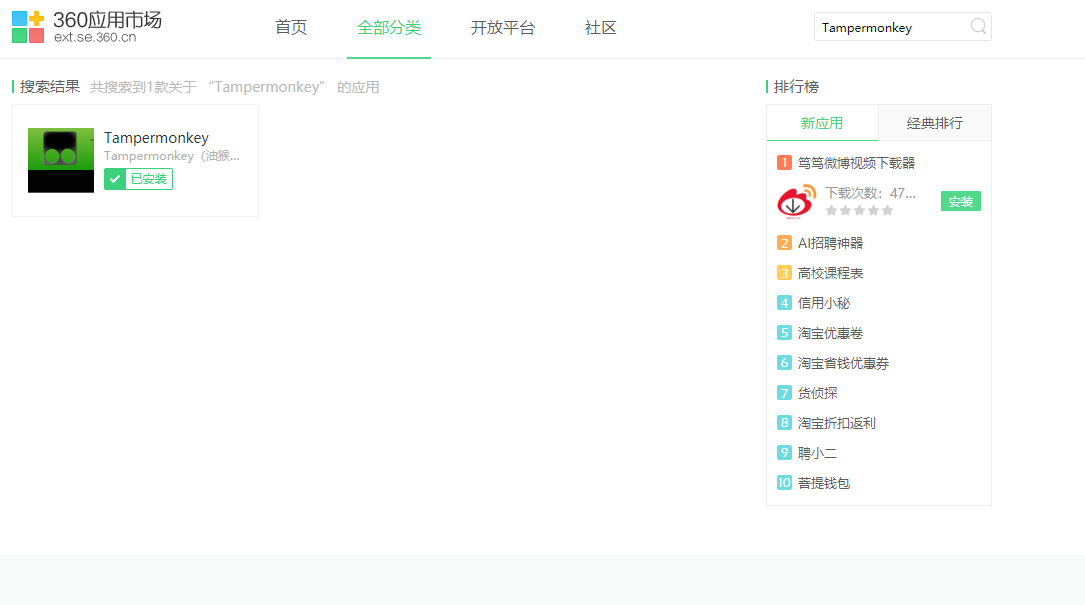 360应用市场
ext.se.360.cn
首页
全部分类
开放平台
社区
Tampermonkey
搜索结果 共搜索到1款关于 “Tampermonkey” 的应用
Tampermonkey
Tampermonkey（油猴...
已安装
排行榜
新应用
经典排行
1 笃笃微博视频下载器
下载次数：47...
安装
2 AI招聘神器
3 高校课程表
4 信用小秘
5 淘宝优惠卷
6 淘宝省钱优惠券
7 货侦探
8 淘宝折扣返利
9 聘小二
10 菩提钱包